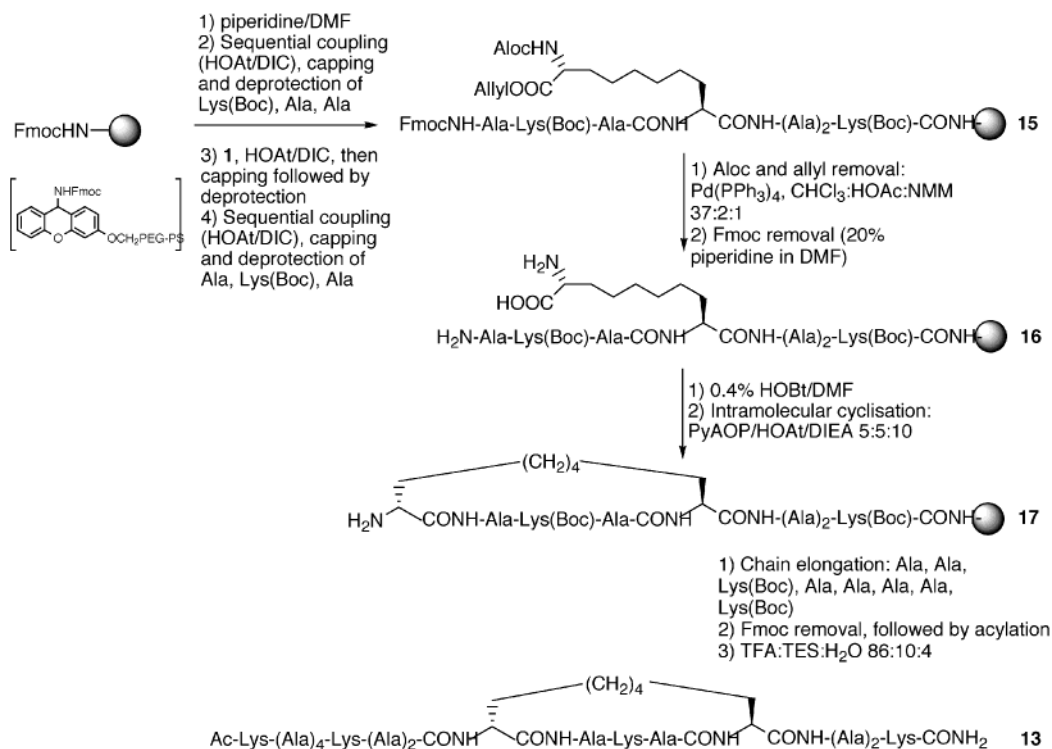 1) piperidine/DMF
2) Sequential coupling
(HOAt/DIC), capping
and deprotection of
Lys(Boc), Ala, Ala
FmocHN
3) 1, HOAt/DIC, then
capping followed by
deprotection
4) Sequential coupling
(HOAt/DIC), capping
and deprotection of
Ala, Lys(Boc), Ala
NHFmoc
O
OCH2PEG-PS
AlocHN
AllylOOC
FmocNH-Ala-Lys(Boc)-Ala-CONH CONH-(Ala)2-Lys(Boc)-CONH 15
1) Aloc and allyl removal:
Pd(PPh3)4, CHCl3:HOAc:NMM
37:2:1
2) Fmoc removal (20%
piperidine in DMF)
H2N
HOOC
H2N-Ala-Lys(Boc)-Ala-CONH CONH-(Ala)2-Lys(Boc)-CONH 16
1) 0.4% HOBt/DMF
2) Intramolecular cyclisation:
PyAOP/HOAt/DIEA 5:5:10
(CH2)4
H2N CONH-Ala-Lys(Boc)-Ala-CONH CONH-(Ala)2-Lys(Boc)-CONH 17
1) Chain elongation: Ala, Ala,
Lys(Boc), Ala, Ala, Ala, Ala,
Lys(Boc)
2) Fmoc removal, followed by acylation
3) TFA:TES:H2O 86:10:4
(CH2)4
Ac-Lys-(Ala)4-Lys-(Ala)2-CONH CONH-Ala-Lys-Ala-CONH CONH-(Ala)2-Lys-CONH2 13